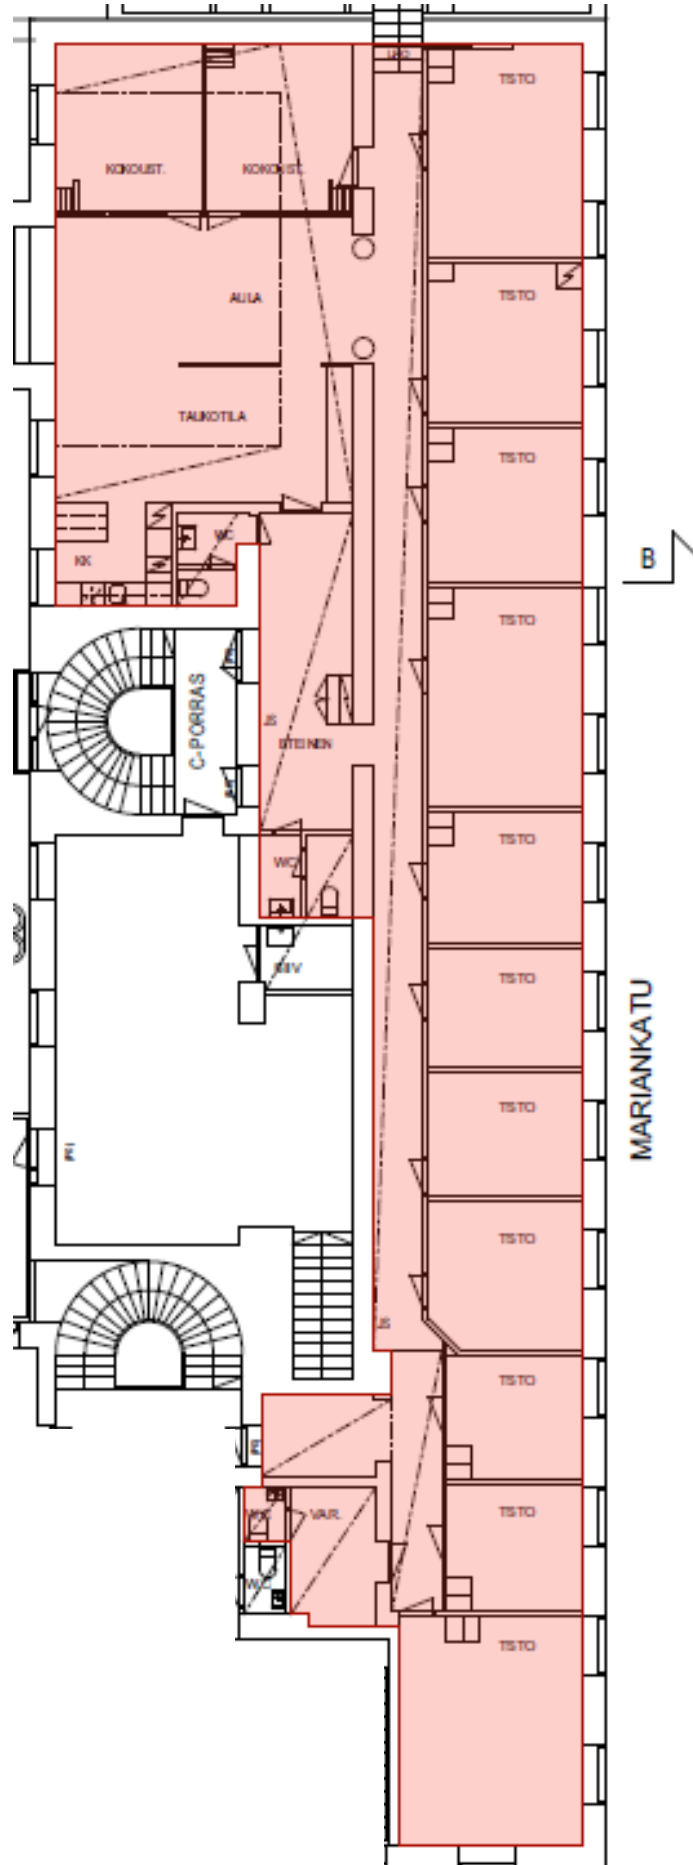 TSTO
KOKOUST.
KOKOUST.
TSTO
AULA
TAUKOTILA
TSTO
WC
KK
B
TSTO
C-PORRAS
JS
ETEINEN
TSTO
WC
SIIV
TSTO
MARIANKATU
TSTO
TSTO
JS
TSTO
WC
VAR.
TSTO
WC
TSTO